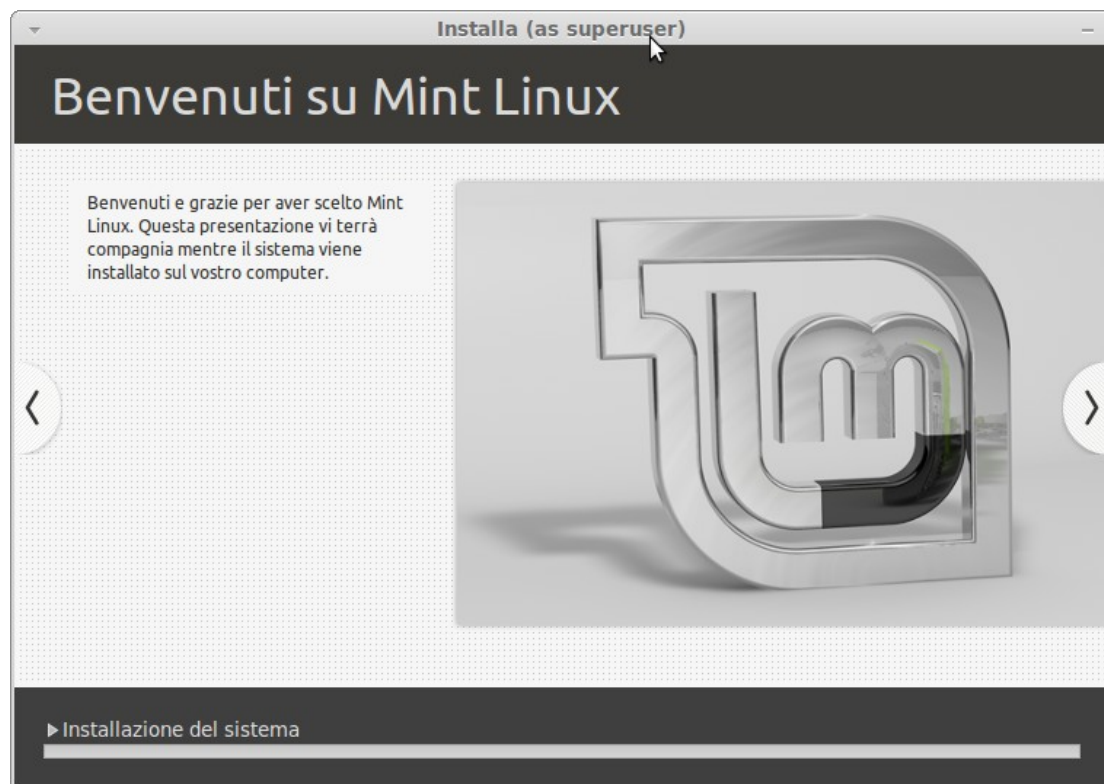 Installa (as superuser)
Benvenuti su Mint Linux
Benvenuti e grazie per aver scelto Mint
Linux. Questa presentazione vi terrà
compagnia mentre il sistema viene
installato sul vostro computer.
Installazione del sistema